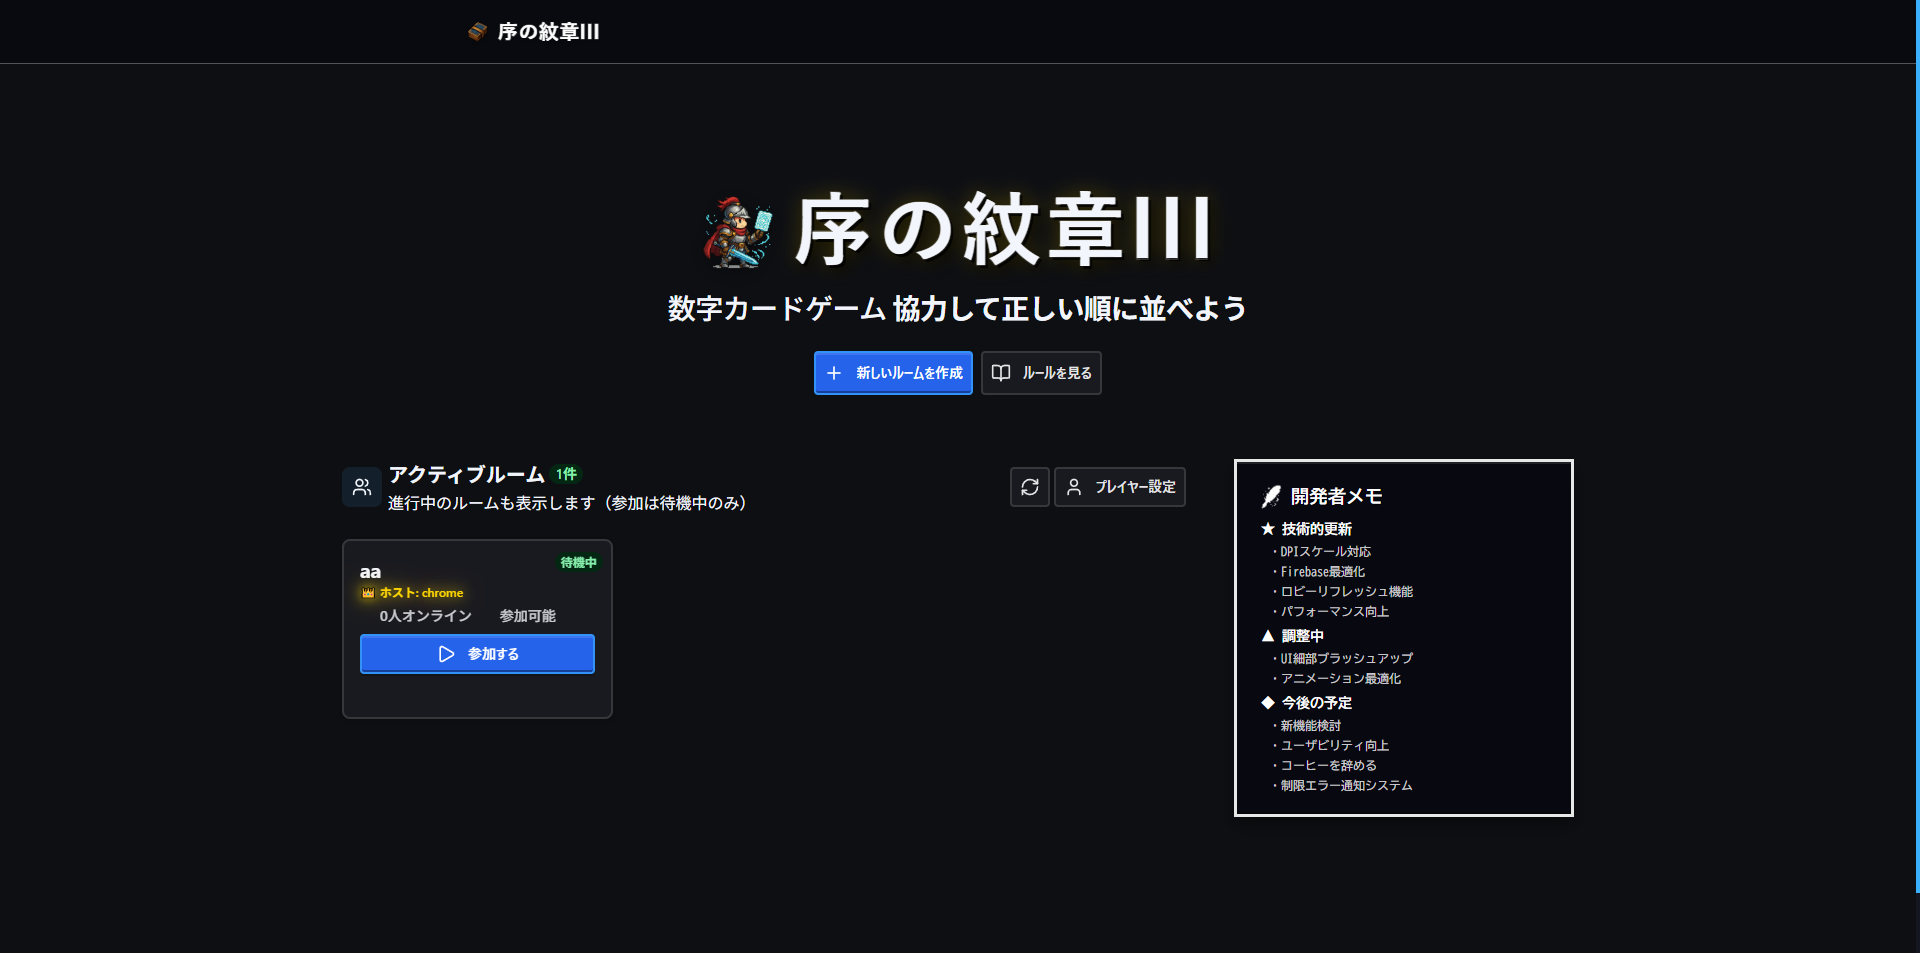 序の紋章III
序の紋章III
数字カードゲーム 協力して正しい順に並べよう
新しいルームを作成
ルールを見る
アクティブルーム 1件
進行中のルームも表示します（参加は待機中のみ）
プレイヤー設定
待機中
aa
ホスト: chrome
0人オンライン 参加可能
参加する
開発者メモ
★ 技術的更新
・DPIスケール対応
・Firebase最適化
・ロビーリフレッシュ機能
・パフォーマンス向上
▲ 調整中
・UI細部ブラッシュアップ
・アニメーション最適化
◆ 今後の予定
・新機能検討
・ユーザビリティ向上
・コーヒーを辞める
・制限エラー通知システム